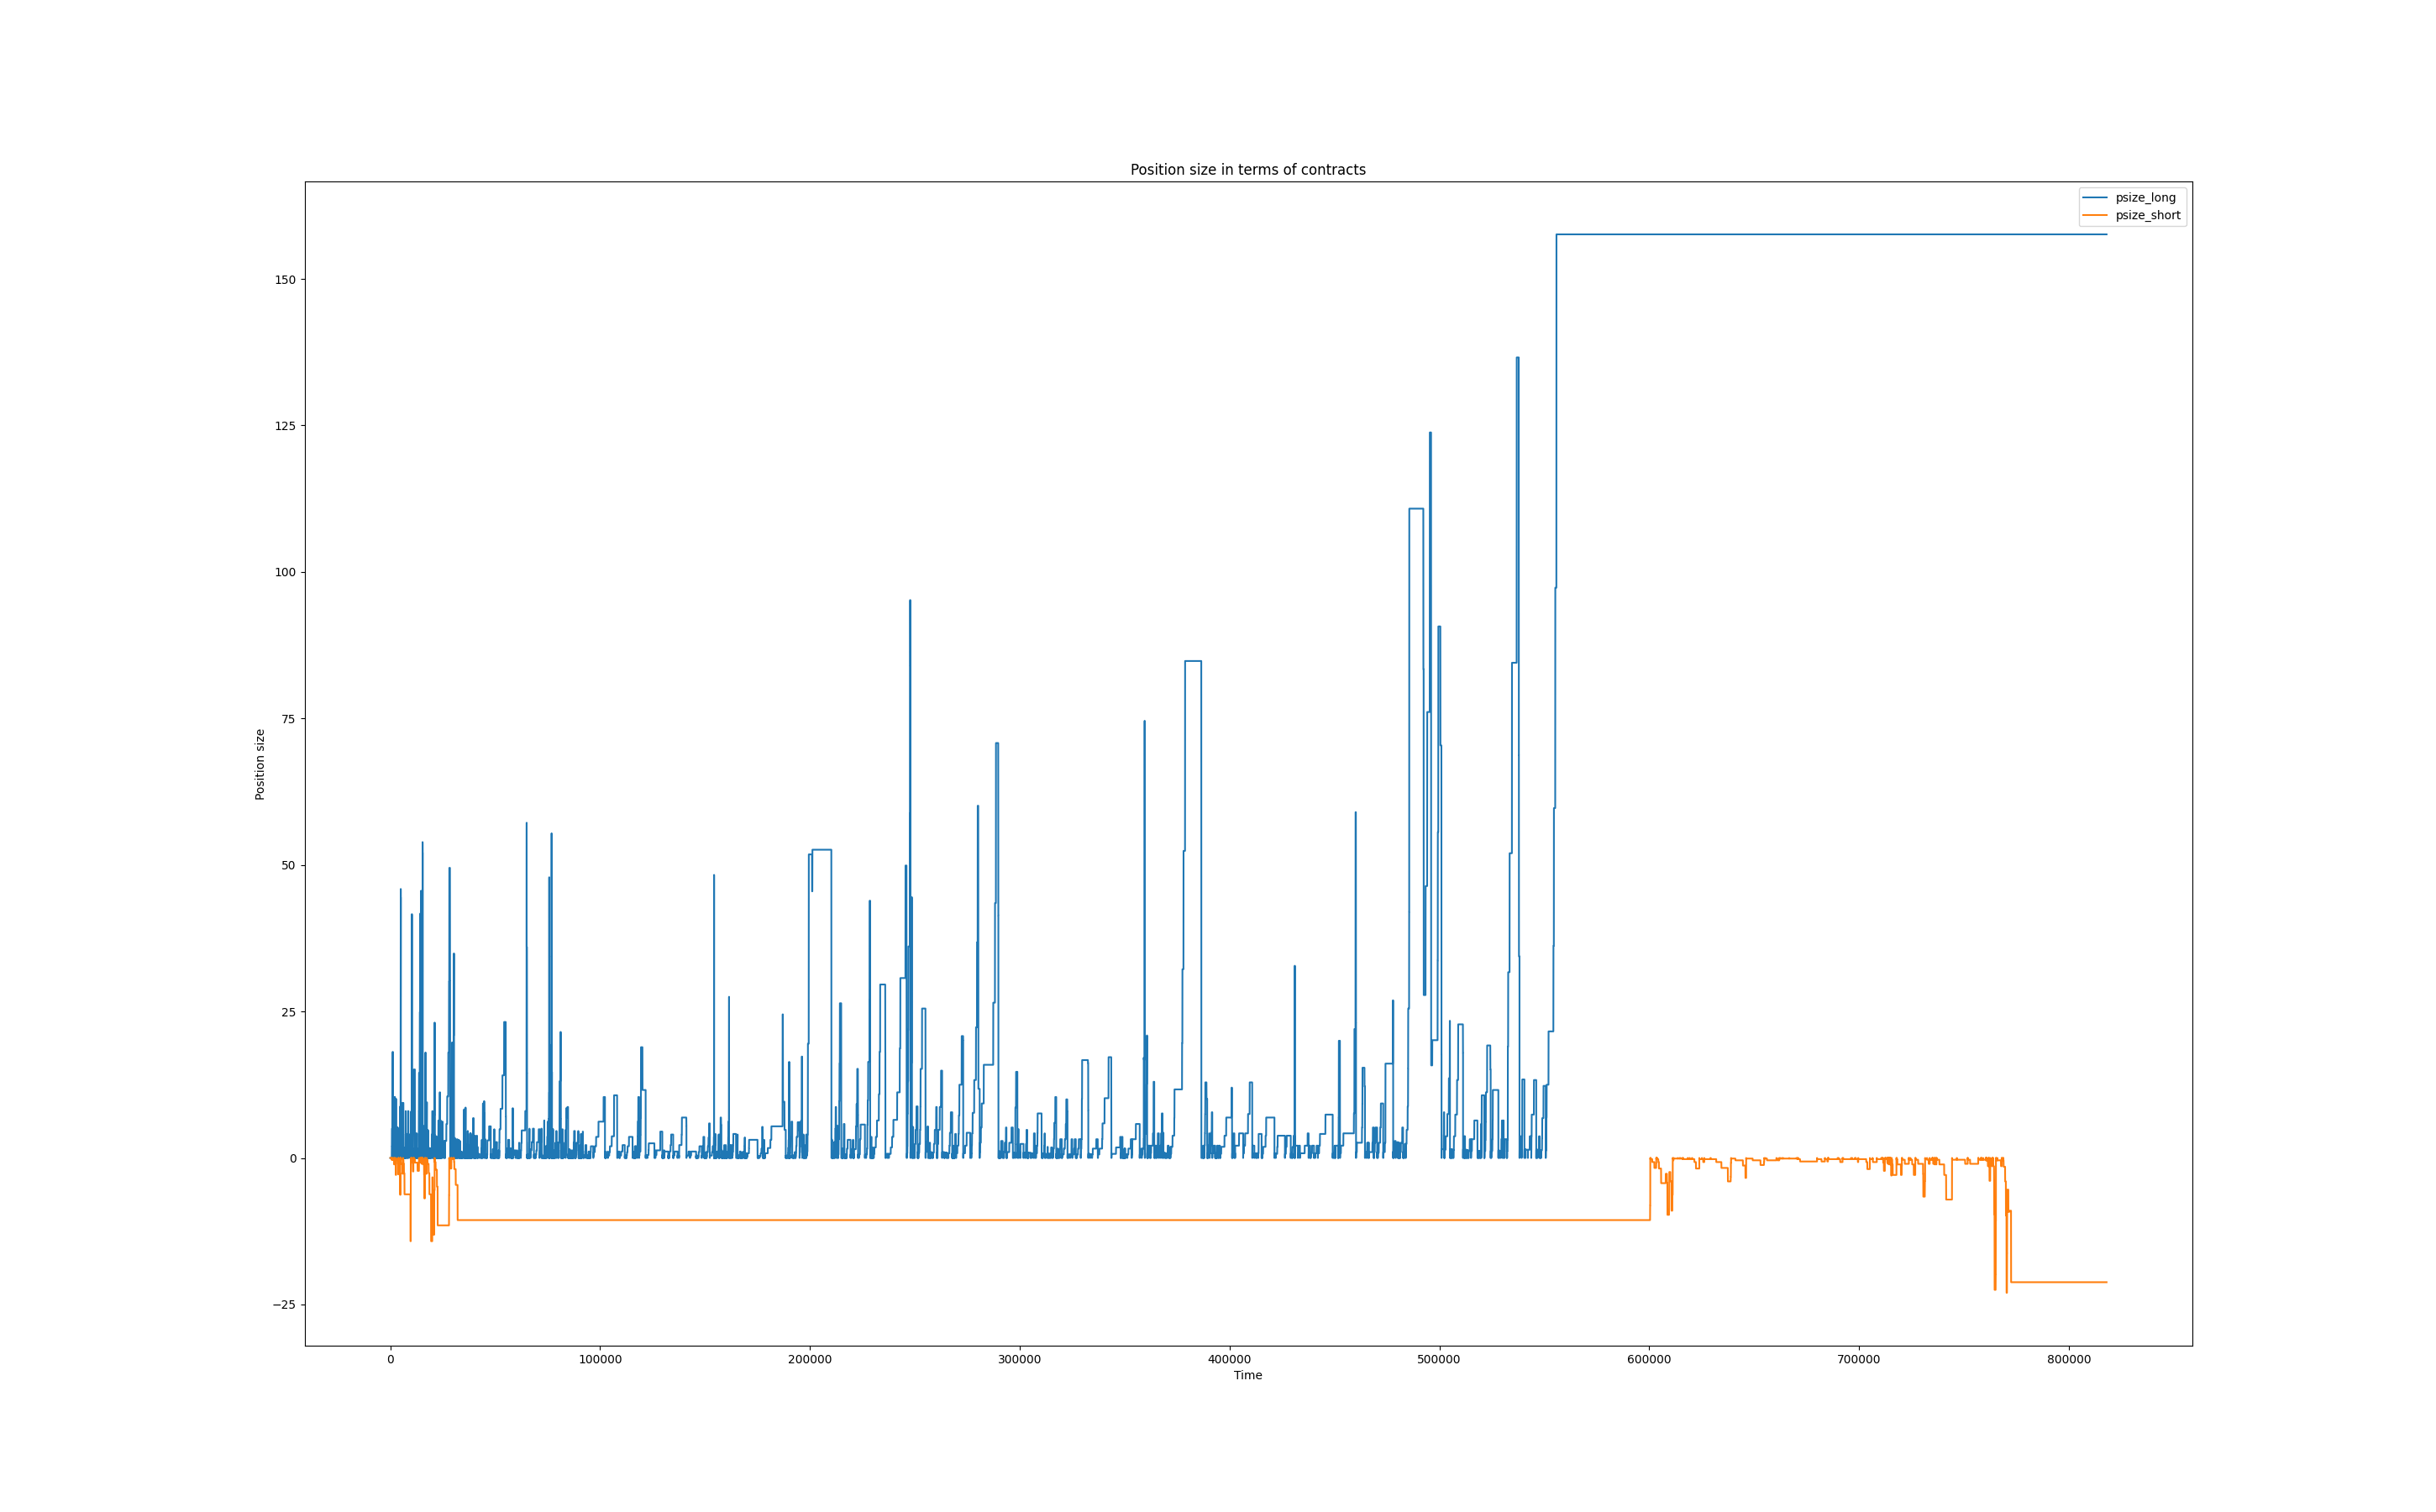 Position size in terms of contracts
psize_long
psize_short
150
125
100
75
50
25
0
−25
Position size
0 100000 200000 300000 400000 500000 600000 700000 800000
Time